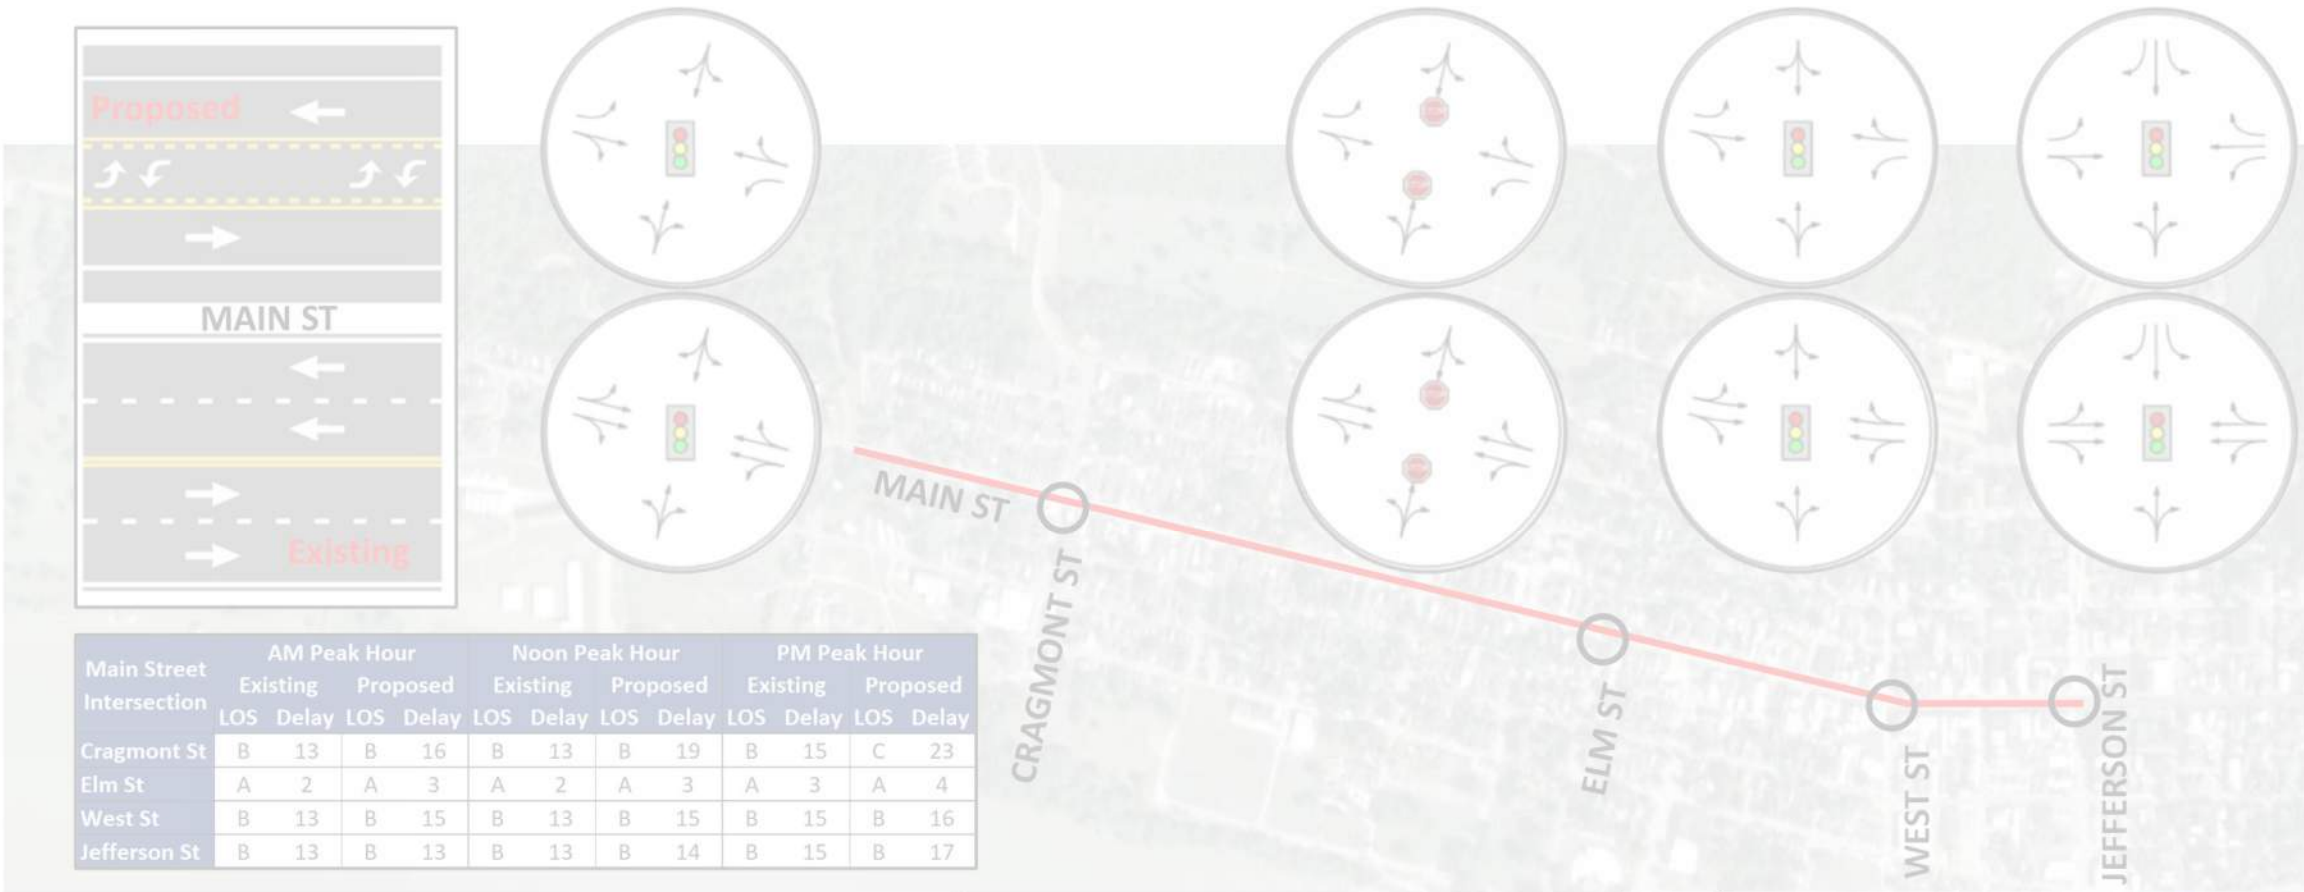 Proposed
MAIN ST
Existing
MAIN ST
CRAGMONT ST
ELM ST
WEST ST
JEFFERSON ST
Main Street Intersection AM Peak Hour Noon Peak Hour PM Peak Hour
Existing Proposed Existing Proposed Existing Proposed
LOS Delay LOS Delay LOS Delay LOS Delay LOS Delay LOS Delay
Cragmont St B 13 B 16 B 13 B 19 B 15 C 23
Elm St A 2 A 3 A 2 A 3 A 3 A 4
West St B 13 B 15 B 13 B 15 B 15 B 16
Jefferson St B 13 B 13 B 13 B 14 B 15 B 17